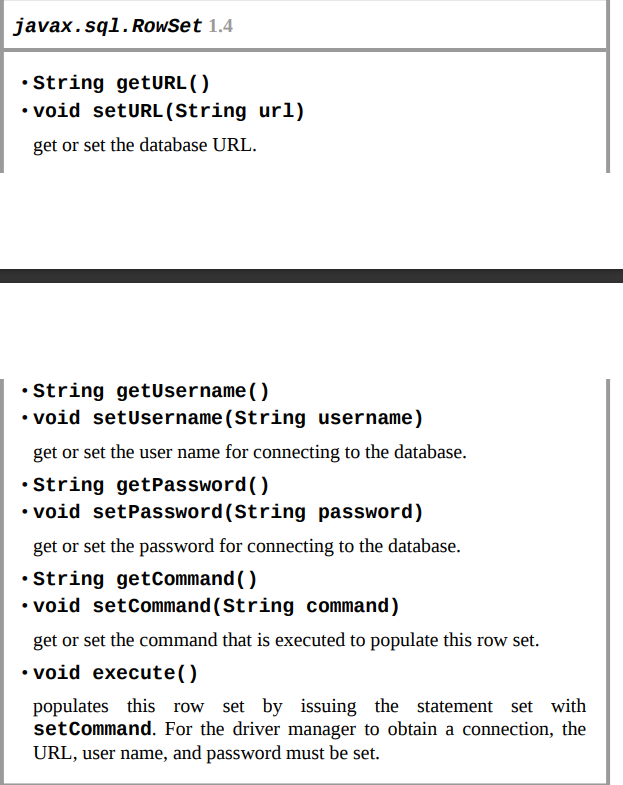 javax.sql.RowSet 1.4
• String getURL()
• void setURL(String url)
get or set the database URL.
• String getUsername()
• void setUsername(String username)
get or set the user name for connecting to the database.
• String getPassword()
• void setPassword(String password)
get or set the password for connecting to the database.
• String getCommand()
• void setCommand(String command)
get or set the command that is executed to populate this row set.
• void execute()
populates this row set by issuing the statement set with
setCommand. For the driver manager to obtain a connection, the
URL, user name, and password must be set.